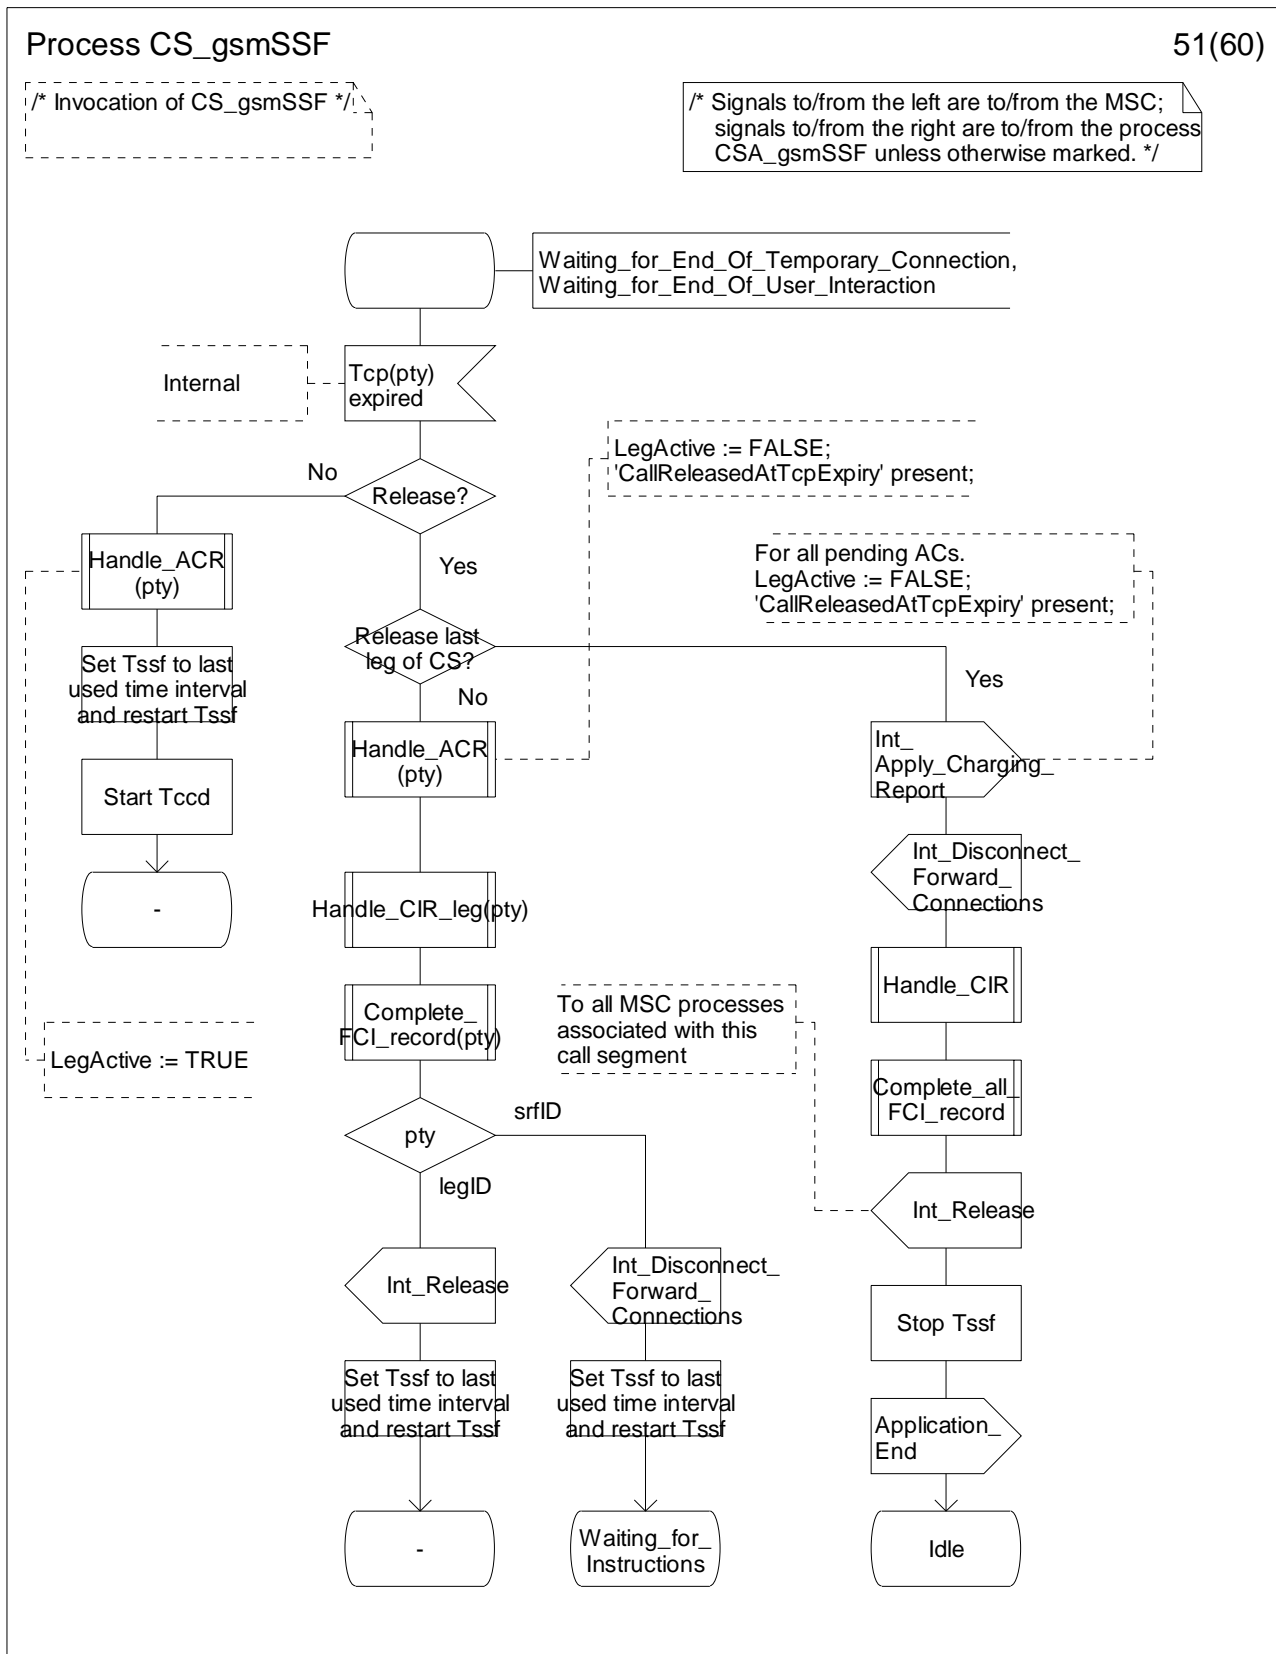 Process CS_gsmSSF
51(60)
/* Invocation of CS_gsmSSF */
/* Signals to/from the left are to/from the MSC;
signals to/from the right are to/from the process
CSA_gsmSSF unless otherwise marked. */
Waiting_for_End_Of_Temporary_Connection,
Waiting_for_End_Of_User_Interaction
Internal
Tcp(pty)
expired
LegActive := FALSE;
'CallReleasedAtTcpExpiry' present;
No
Release?
Handle_ACR
(pty)
Yes
For all pending ACs.
LegActive := FALSE;
'CallReleasedAtTcpExpiry' present;
Release last
leg of CS?
Set Tssf to last
used time interval
and restart Tssf
Yes
No
Handle_ACR
(pty)
Int_
Apply_Charging_
Report
Start Tccd
Int_Disconnect_
Forward_
Connections
-
Handle_CIR_leg(pty)
Handle_CIR
To all MSC processes
associated with this
call segment
Complete_
FCI_record(pty)
LegActive := TRUE
Complete_all_
FCI_record
srfID
pty
legID
Int_Release
Int_Release
Int_Disconnect_
Forward_
Connections
Stop Tssf
Set Tssf to last
used time interval
and restart Tssf
Set Tssf to last
used time interval
and restart Tssf
Application_
End
-
Waiting_for_
Instructions
Idle